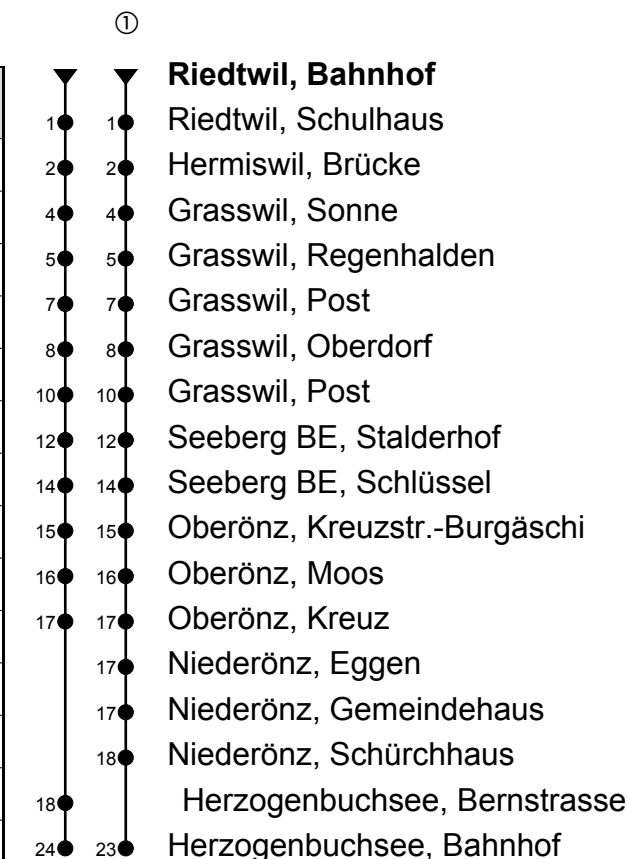 ①
Riedtwil, Bahnhof
1 1 Riedtwil, Schulhaus
2 2 Hermiswil, Brücke
4 4 Grasswil, Sonne
5 5 Grasswil, Regenhalden
7 7 Grasswil, Post
8 8 Grasswil, Oberdorf
10 10 Grasswil, Post
12 12 Seeberg BE, Stalderhof
14 14 Seeberg BE, Schlüssel
15 15 Oberönz, Kreuzstr.-Burgäschi
16 16 Oberönz, Moos
17 17 Oberönz, Kreuz
17 Niederönz, Eggen
17 Niederönz, Gemeindehaus
18 Niederönz, Schürchhaus
18 Herzogenbuchsee, Bernstrasse
24 23 Herzogenbuchsee, Bahnhof